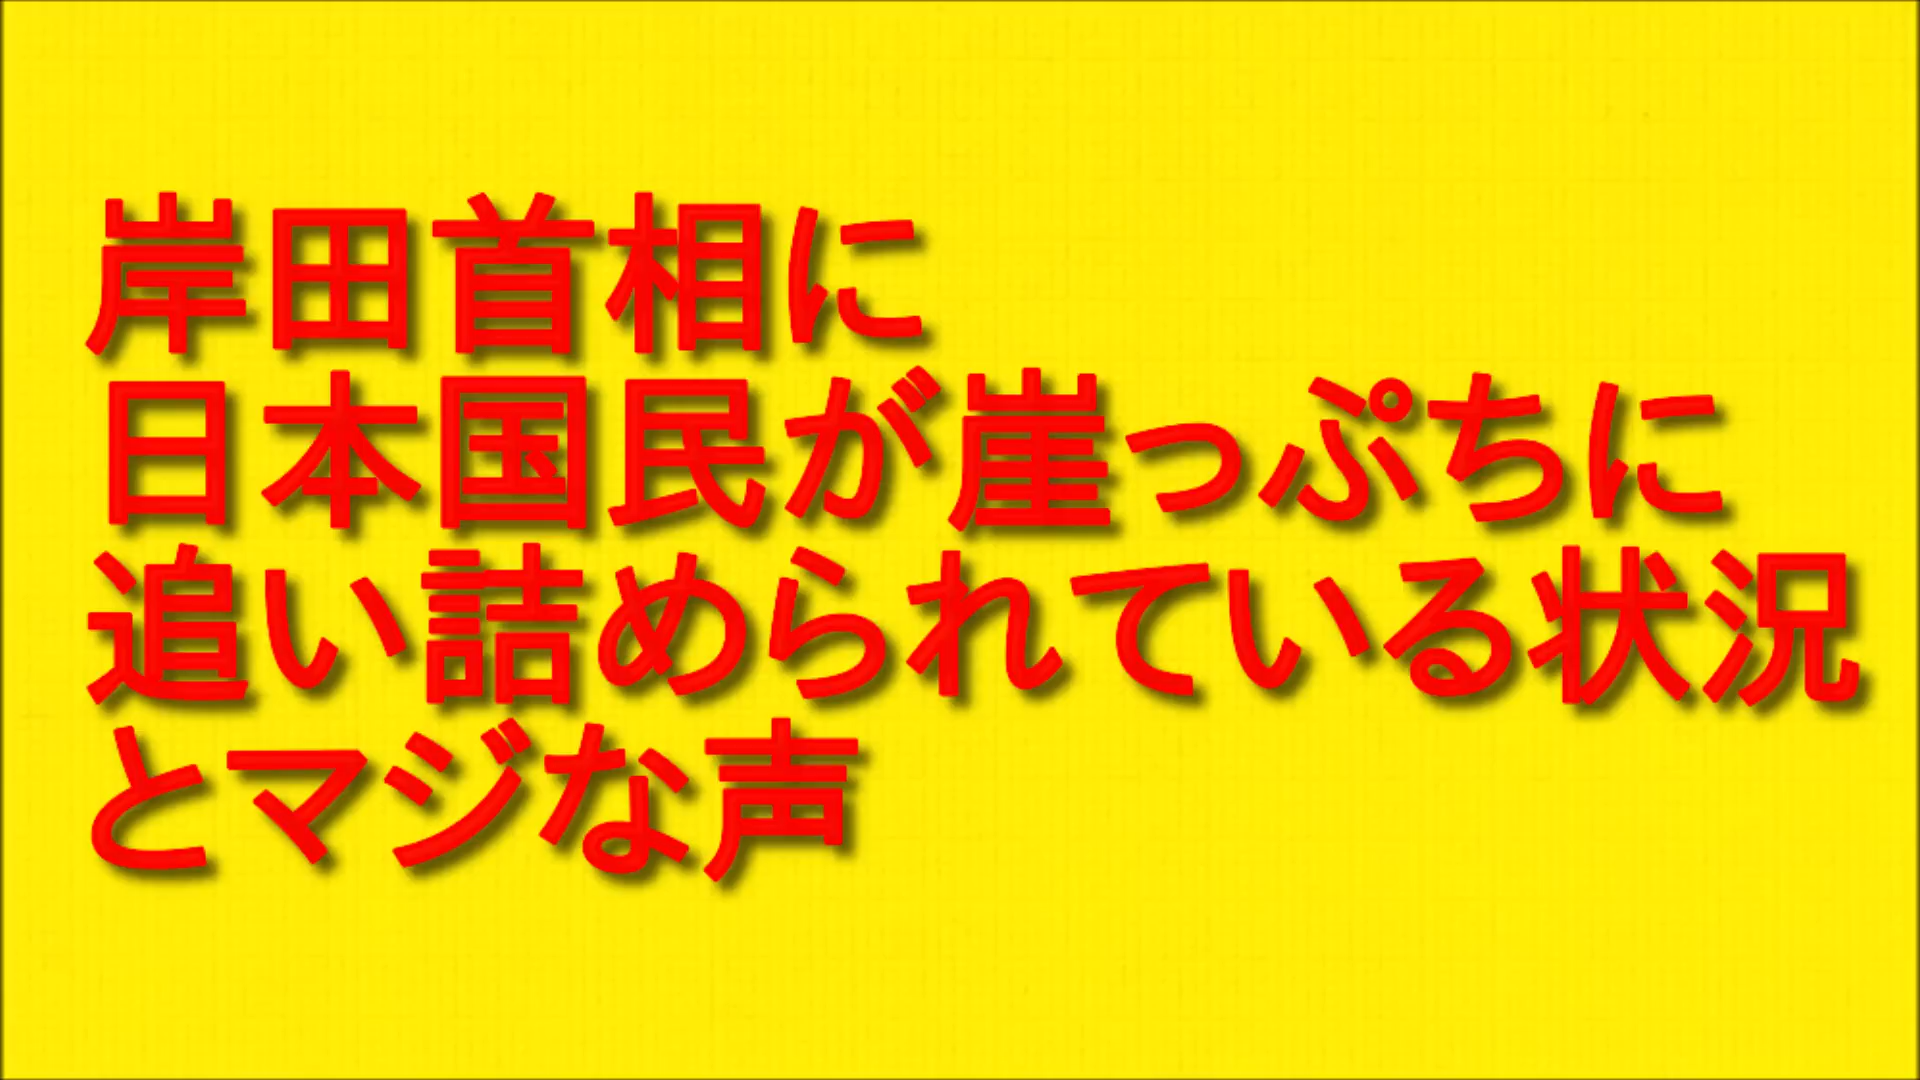 岸田首相に
日本国民が崖っぷちに
追い詰められている状況
とマジな声